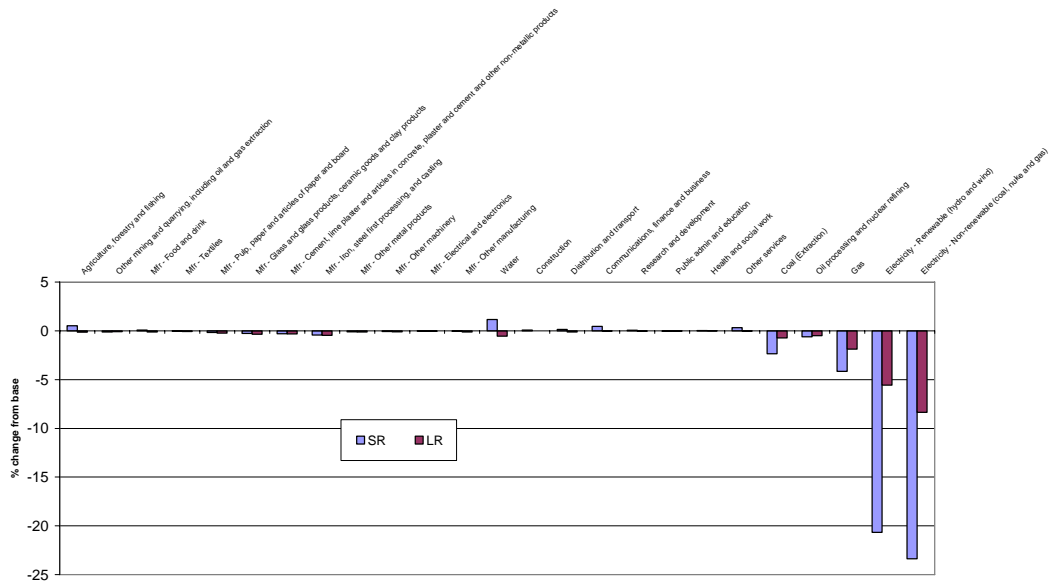 Agriculture, forestry and fishing
Other mining and quarrying, including oil and gas extraction
Mfr - Food and drink
Mfr - Textiles
Mfr - Pulp, paper and articles of paper and board
Mfr - Glass and glass products, ceramic goods and clay products
Mfr - Cement, lime plaster and articles in concrete, plaster and cement and other non-metallic products
Mfr - Iron, steel first processing, and casting
Mfr - Other metal products
Mfr - Other machinery
Mfr - Electrical and electronics
Mfr - Other manufacturing
Water
Construction
Distribution and transport
Communications, finance and business
Research and development
Public admin and education
Health and social work
Other services
Coal (Extraction)
Oil processing and nuclear refining
Gas
Electricity - Renewable (hydro and wind)
Electricity - Non-renewable (coal, nuke and gas)
5
0
-5
-10
-15
-20
-25
% change from base
SR
LR